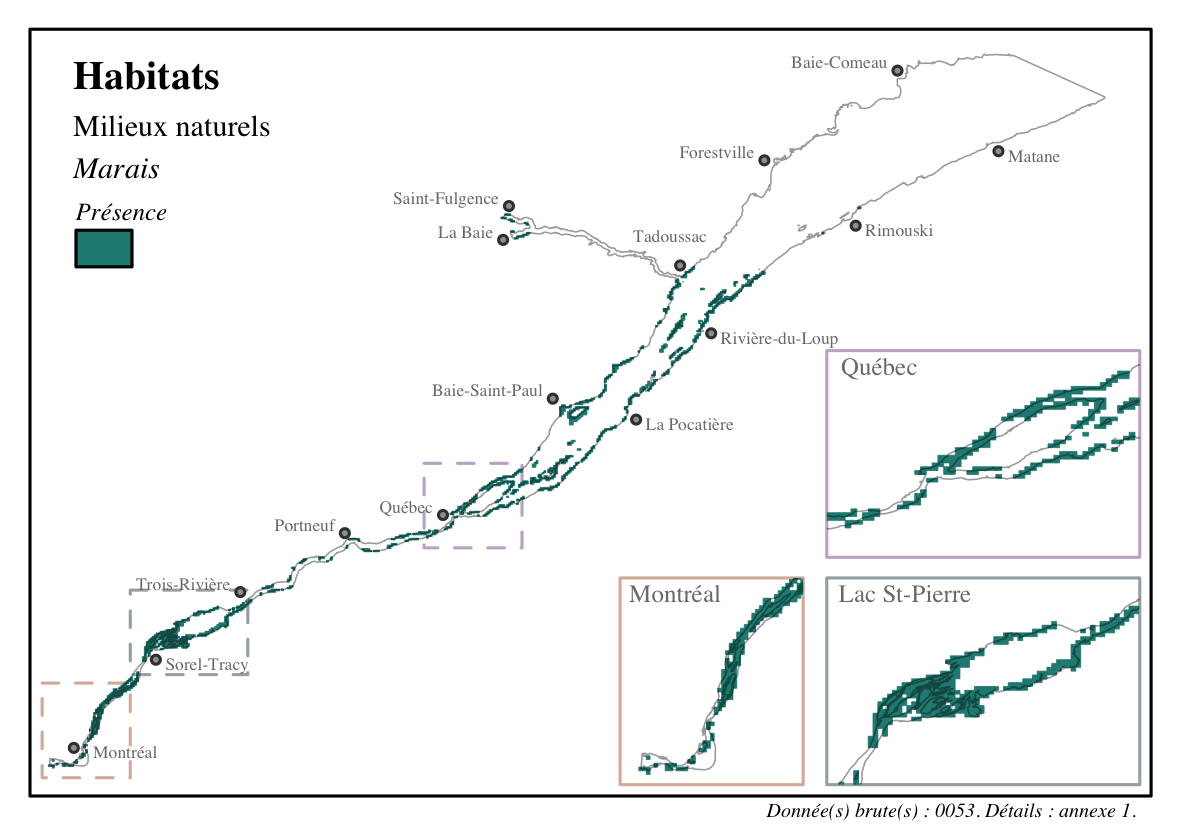 Habitats
Milieux naturels
Marais
Présence
Baie-Comeau
Forestville
Matane
Saint-Fulgence
La Baie
Tadoussac
Rimouski
Rivière-du-Loup
Québec
Baie-Saint-Paul
La Pocatière
Québec
Portneuf
Trois-Rivière
Sorel-Tracy
Montréal
Montréal
Lac St-Pierre
Donnée(s) brute(s) : 0053. Détails : annexe 1.